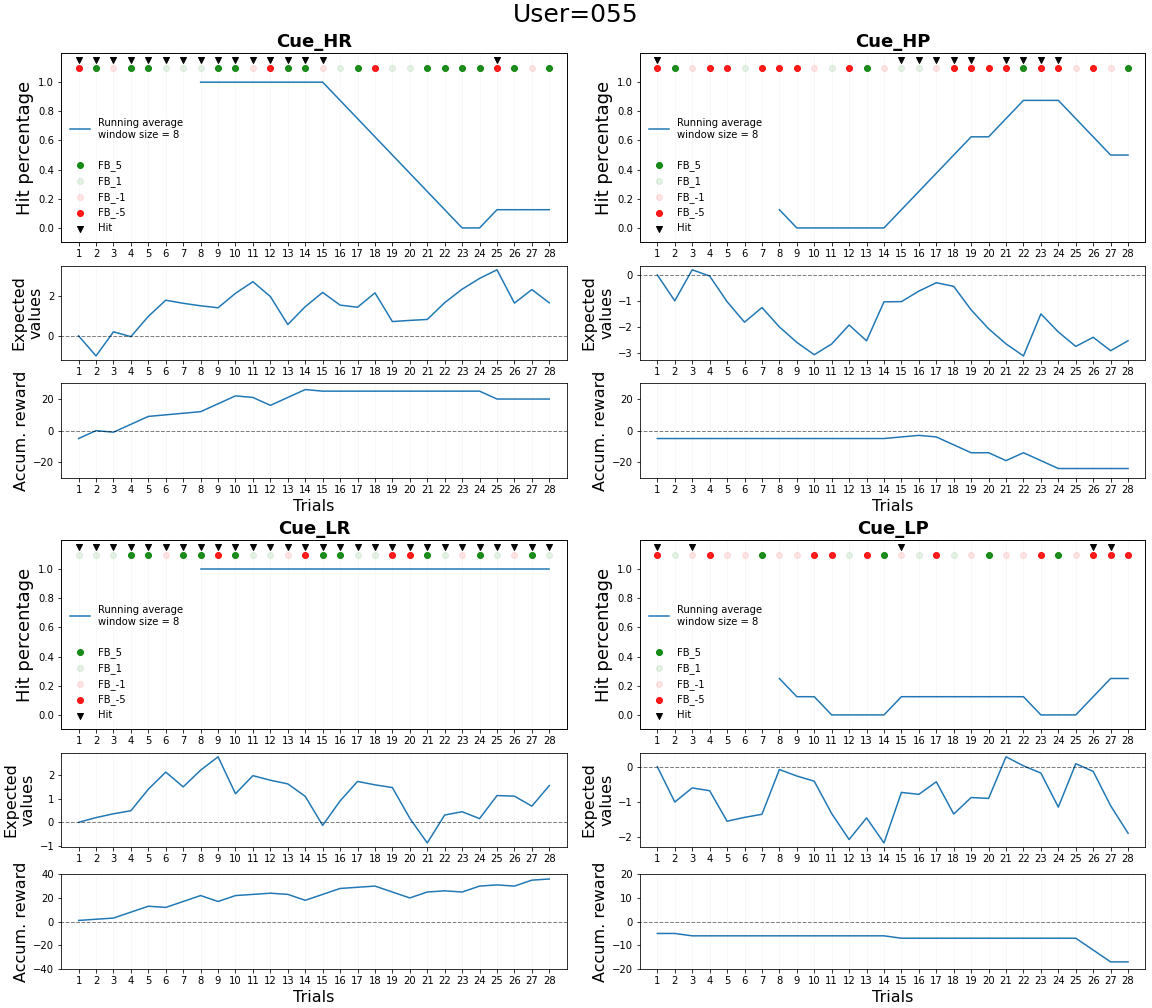 User=055
Cue_HR
Hit percentage
1.0
0.8
0.6
0.4
0.2
0.0
Running average
window size = 8
FB_5
FB_1
FB_-1
FB_-5
Hit
1 2 3 4 5 6 7 8 9 10 11 12 13 14 15 16 17 18 19 20 21 22 23 24 25 26 27 28
Expected
values
2
0
1 2 3 4 5 6 7 8 9 10 11 12 13 14 15 16 17 18 19 20 21 22 23 24 25 26 27 28
Accum. reward
20
0
−20
1 2 3 4 5 6 7 8 9 10 11 12 13 14 15 16 17 18 19 20 21 22 23 24 25 26 27 28
Trials
Cue_HP
Hit percentage
1.0
0.8
0.6
0.4
0.2
0.0
Running average
window size = 8
FB_5
FB_1
FB_-1
FB_-5
Hit
1 2 3 4 5 6 7 8 9 10 11 12 13 14 15 16 17 18 19 20 21 22 23 24 25 26 27 28
Expected
values
0
−1
−2
−3
1 2 3 4 5 6 7 8 9 10 11 12 13 14 15 16 17 18 19 20 21 22 23 24 25 26 27 28
Accum. reward
20
0
−20
1 2 3 4 5 6 7 8 9 10 11 12 13 14 15 16 17 18 19 20 21 22 23 24 25 26 27 28
Trials
Cue_LR
Hit percentage
1.0
0.8
0.6
0.4
0.2
0.0
Running average
window size = 8
FB_5
FB_1
FB_-1
FB_-5
Hit
1 2 3 4 5 6 7 8 9 10 11 12 13 14 15 16 17 18 19 20 21 22 23 24 25 26 27 28
Expected
values
2
1
0
−1
1 2 3 4 5 6 7 8 9 10 11 12 13 14 15 16 17 18 19 20 21 22 23 24 25 26 27 28
Accum. reward
40
20
0
−20
−40
1 2 3 4 5 6 7 8 9 10 11 12 13 14 15 16 17 18 19 20 21 22 23 24 25 26 27 28
Trials
Cue_LP
Hit percentage
1.0
0.8
0.6
0.4
0.2
0.0
Running average
window size = 8
FB_5
FB_1
FB_-1
FB_-5
Hit
1 2 3 4 5 6 7 8 9 10 11 12 13 14 15 16 17 18 19 20 21 22 23 24 25 26 27 28
Expected
values
0
−1
−2
1 2 3 4 5 6 7 8 9 10 11 12 13 14 15 16 17 18 19 20 21 22 23 24 25 26 27 28
Accum. reward
20
10
0
−10
−20
1 2 3 4 5 6 7 8 9 10 11 12 13 14 15 16 17 18 19 20 21 22 23 24 25 26 27 28
Trials